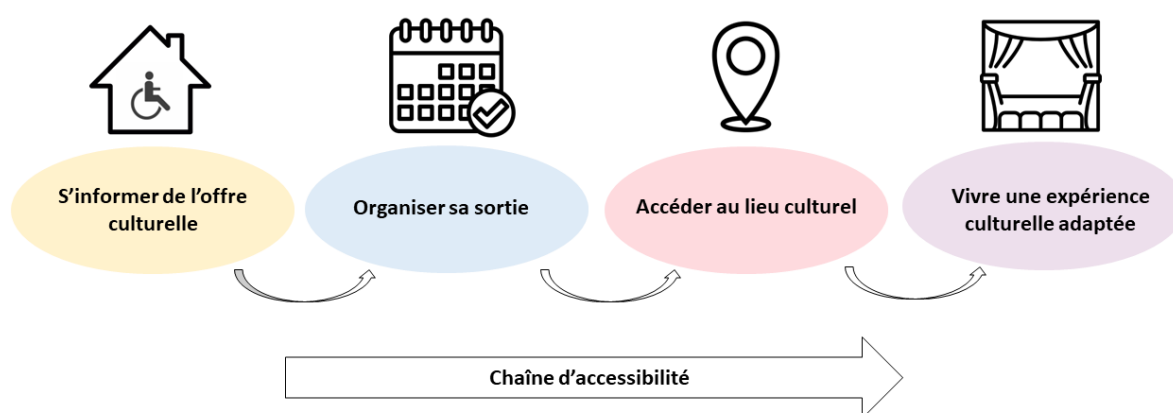 S'informer de l'offre
culturelle
Organiser sa sortie
Accéder au lieu culturel
Vivre une expérience
culturelle adaptée
Chaîne d'accessibilité